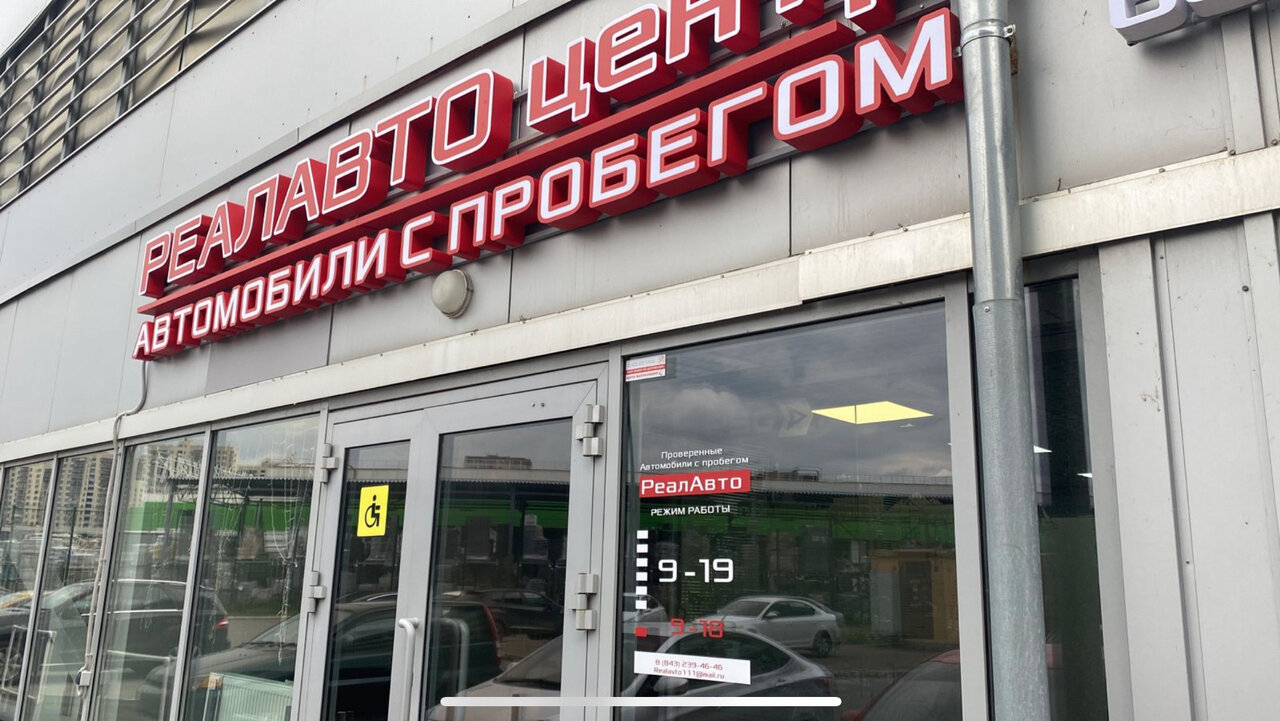 РЕАЛАВТО цент
АВТОМОБИЛИ С ПРОБЕГОМ
Проверенные
Автомобили с пробегом
РеалАвто
РЕЖИМ РАБОТЫ
9-19
9-18
8 (843) 239-46-46
Realavto111@mail.ru